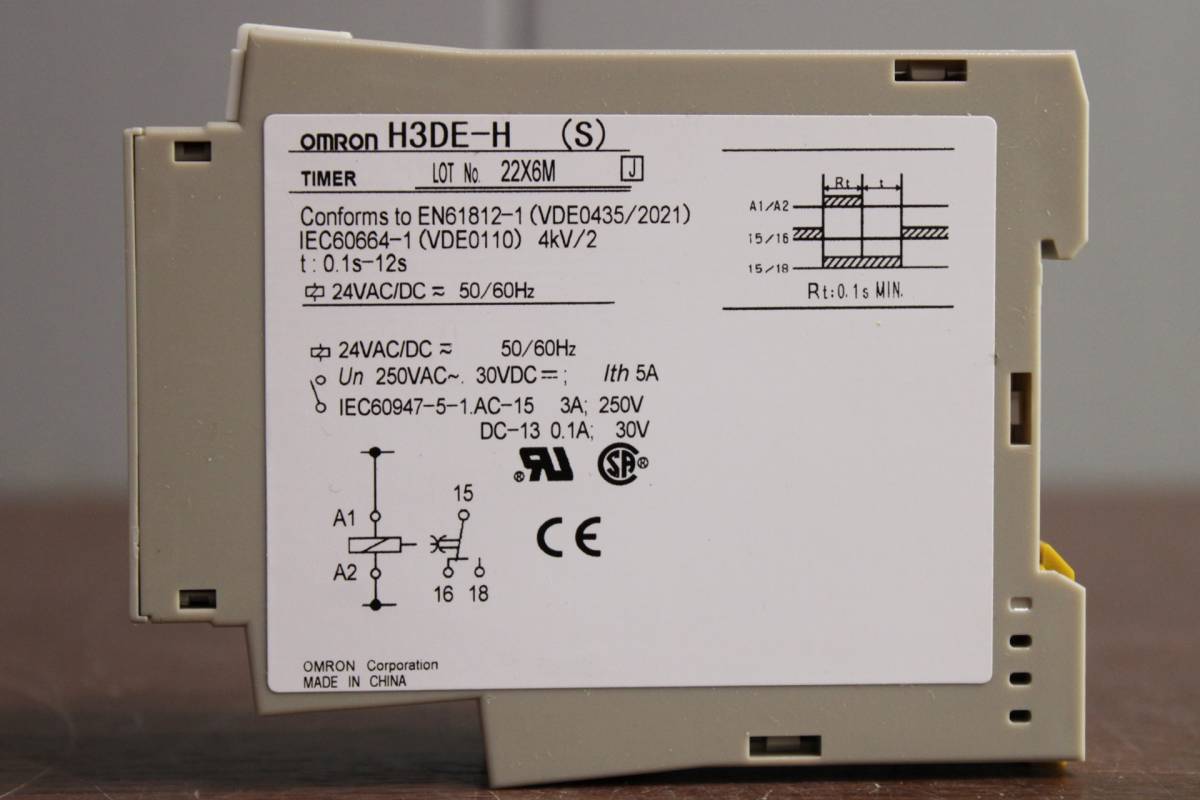 OMRON H3DE-H (S)
TIMER LOT No. 22X6M J
Conforms to EN61812-1 (VDE0435/2021)
IEC60664-1 (VDE0110) 4kV/2
t: 0.1s-12s
24VAC/DC ≂ 50/60Hz
Rt t
A1/A2
15/16
15/18
Rt:0.1s MIN.
24VAC/DC ≂ 50/60Hz
Un 250VAC~. 30VDC⎓; Ith 5A
IEC60947-5-1.AC-15 3A; 250V
DC-13 0.1A; 30V
®RU SA®
CE
15
A1
A2
16 18
OMRON Corporation
MADE IN CHINA